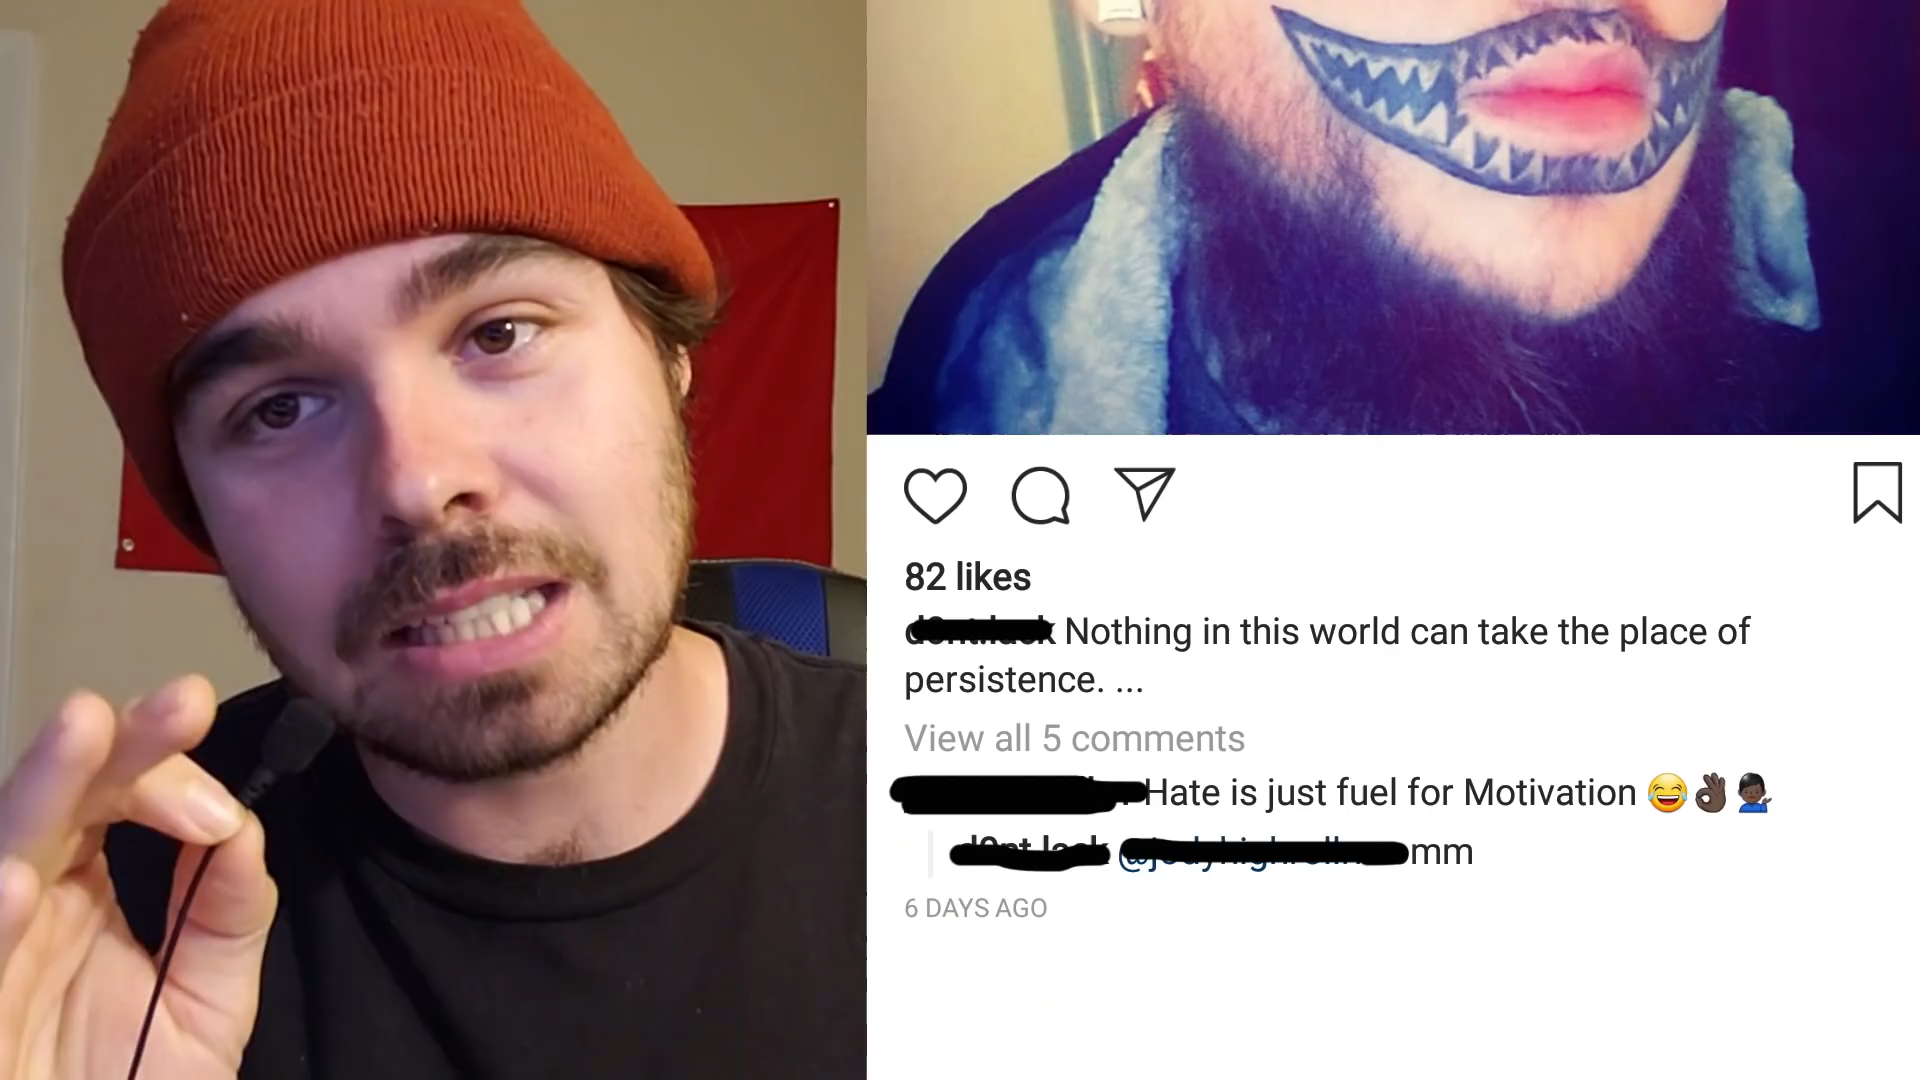 82 likes
Nothing in this world can take the place of
persistence. ...
View all 5 comments
Hate is just fuel for Motivation 😂👌🏿🤷🏿‍♂️
mm
6 DAYS AGO